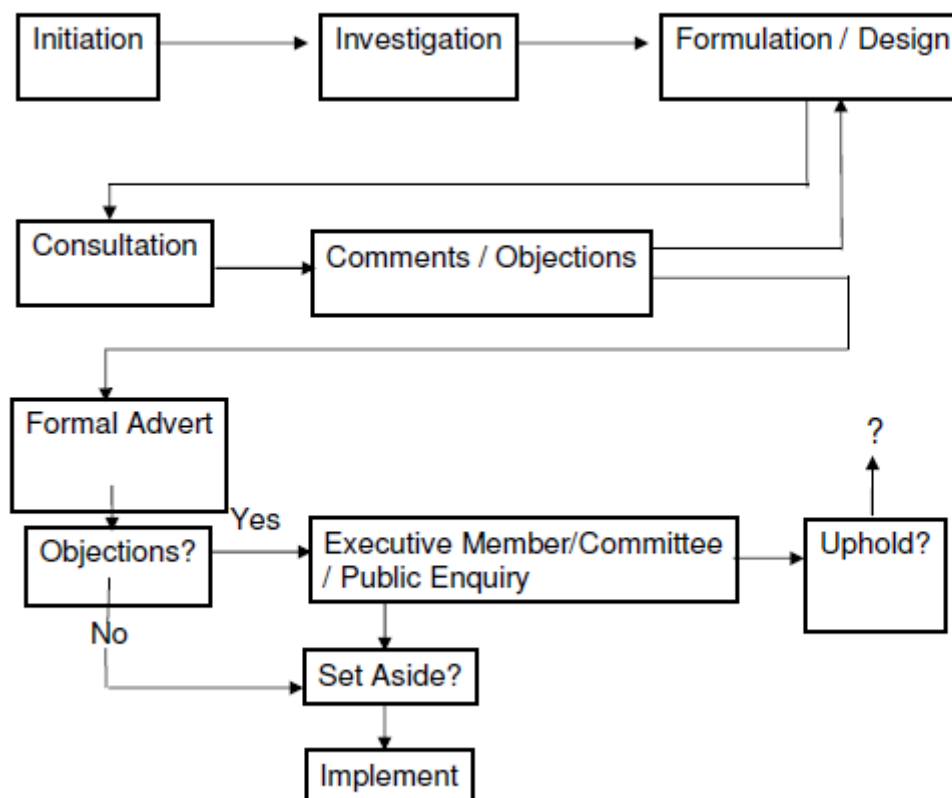 Initiation
Investigation
Formulation / Design
Consultation
Comments / Objections
Formal Advert
?
Yes
Objections?
Executive Member/Committee
/ Public Enquiry
Uphold?
No
Set Aside?
Implement